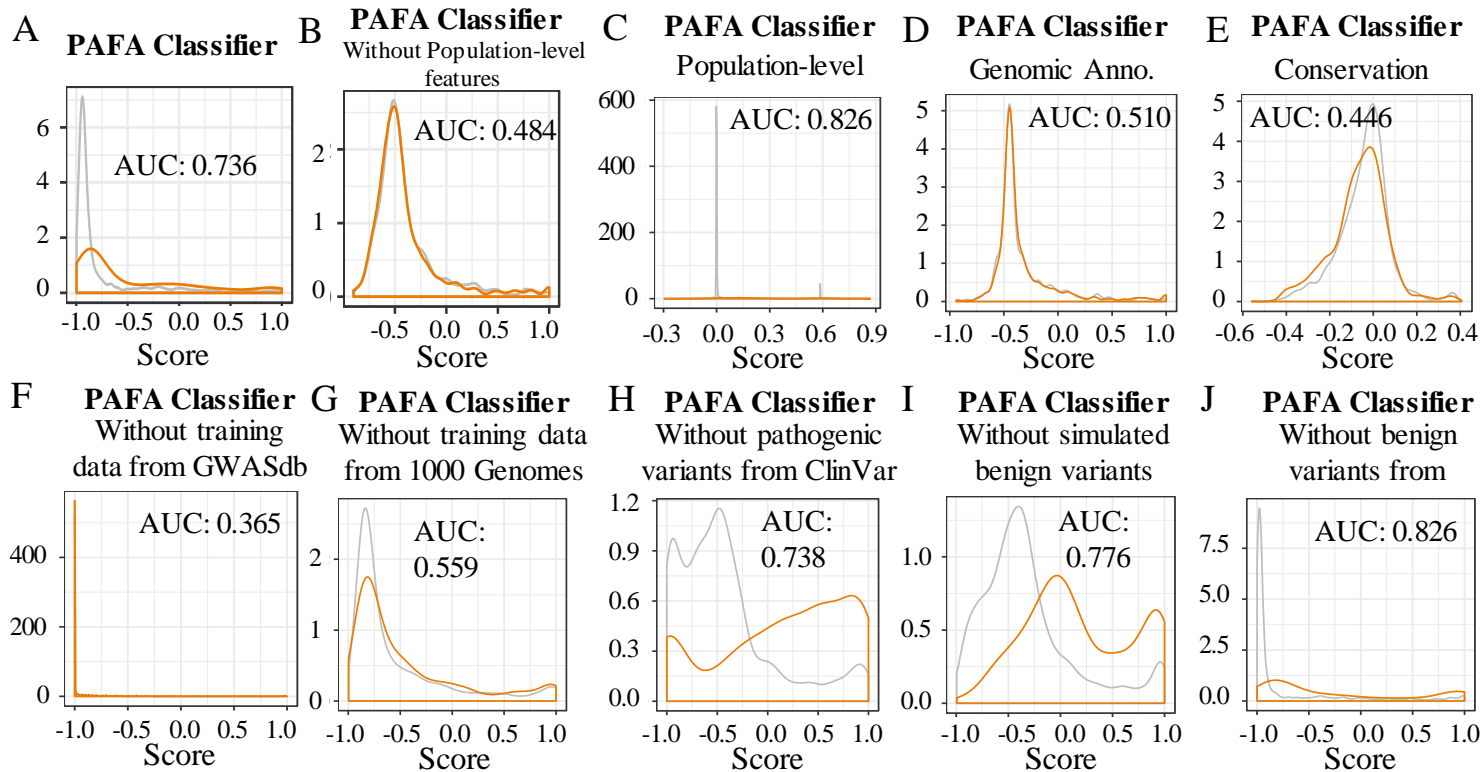 A
PAFA Classifier
AUC: 0.736
6
4
2
0
-1.0 -0.5 0.0 0.5 1.0
Score
B
PAFA Classifier
Without Population-level
features
AUC: 0.484
2
1
0
-0.5 0.0 0.5 1.0
Score
C
PAFA Classifier
Population-level
AUC: 0.826
600
400
200
0
-0.3 0.0 0.3 0.6 0.9
Score
D
PAFA Classifier
Genomic Anno.
AUC: 0.510
5
4
3
2
1
0
-1.0 -0.5 0.0 0.5 1.0
Score
E
PAFA Classifier
Conservation
AUC: 0.446
5
4
3
2
1
0
-0.6 -0.4 -0.2 0.0 0.2 0.4
Score
F
PAFA Classifier
Without training
data from GWASdb
AUC: 0.365
400
200
0
-1.0 -0.5 0.0 0.5 1.0
Score
G
PAFA Classifier
Without training data
from 1000 Genomes
AUC:
0.559
2
1
0
-1.0 -0.5 0.0 0.5 1.0
Score
H
PAFA Classifier
Without pathogenic
variants from ClinVar
AUC:
0.738
1.2
0.9
0.6
0.3
0.0
-1.0 -0.5 0.0 0.5 1.0
Score
I
PAFA Classifier
Without simulated
benign variants
AUC:
0.776
1.0
0.5
0.0
-1.0 -0.5 0.0 0.5 1.0
Score
J
PAFA Classifier
Without benign
variants from
AUC: 0.826
7.5
5.0
2.5
0.0
-1.0 -0.5 0.0 0.5 1.0
Score